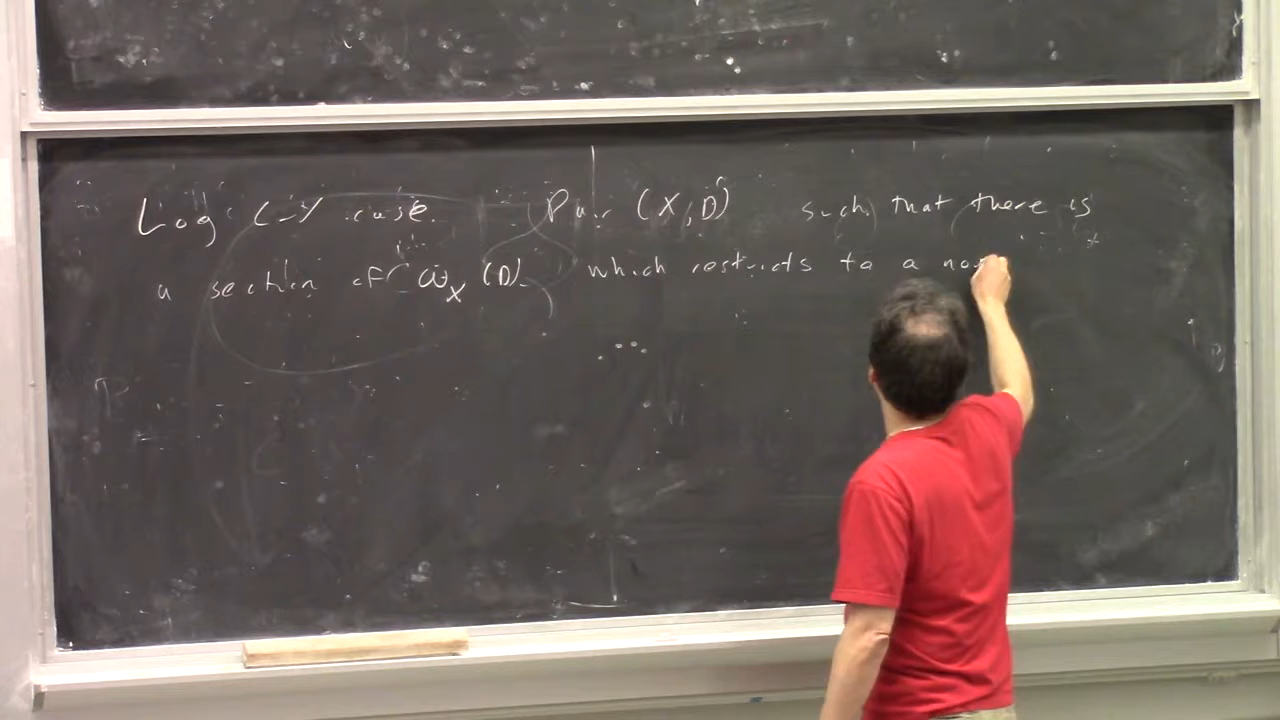 Log C-Y case. Pair (X, D) such that there is
a section of ω_X (D) which restricts to a no